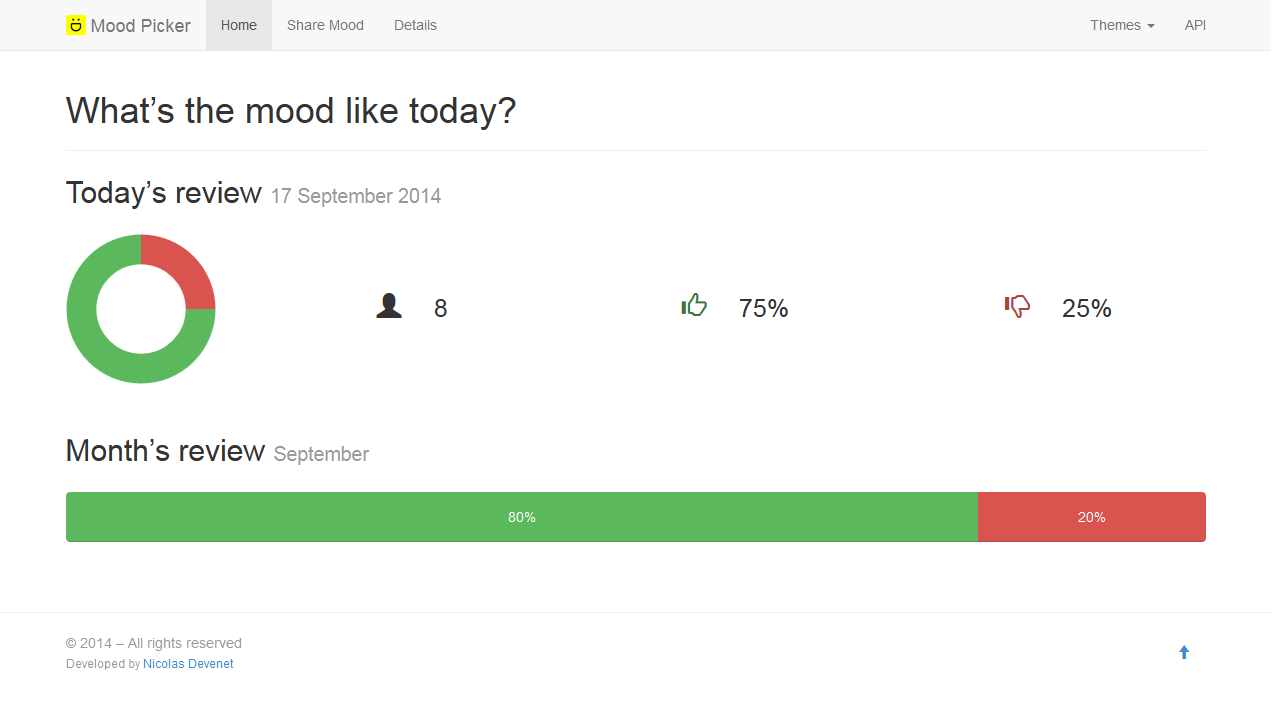 Mood Picker Home Share Mood Details Themes API
What’s the mood like today?
Today’s review 17 September 2014
8 75% 25%
Month’s review September
80% 20%
© 2014 – All rights reserved
Developed by Nicolas Devenet